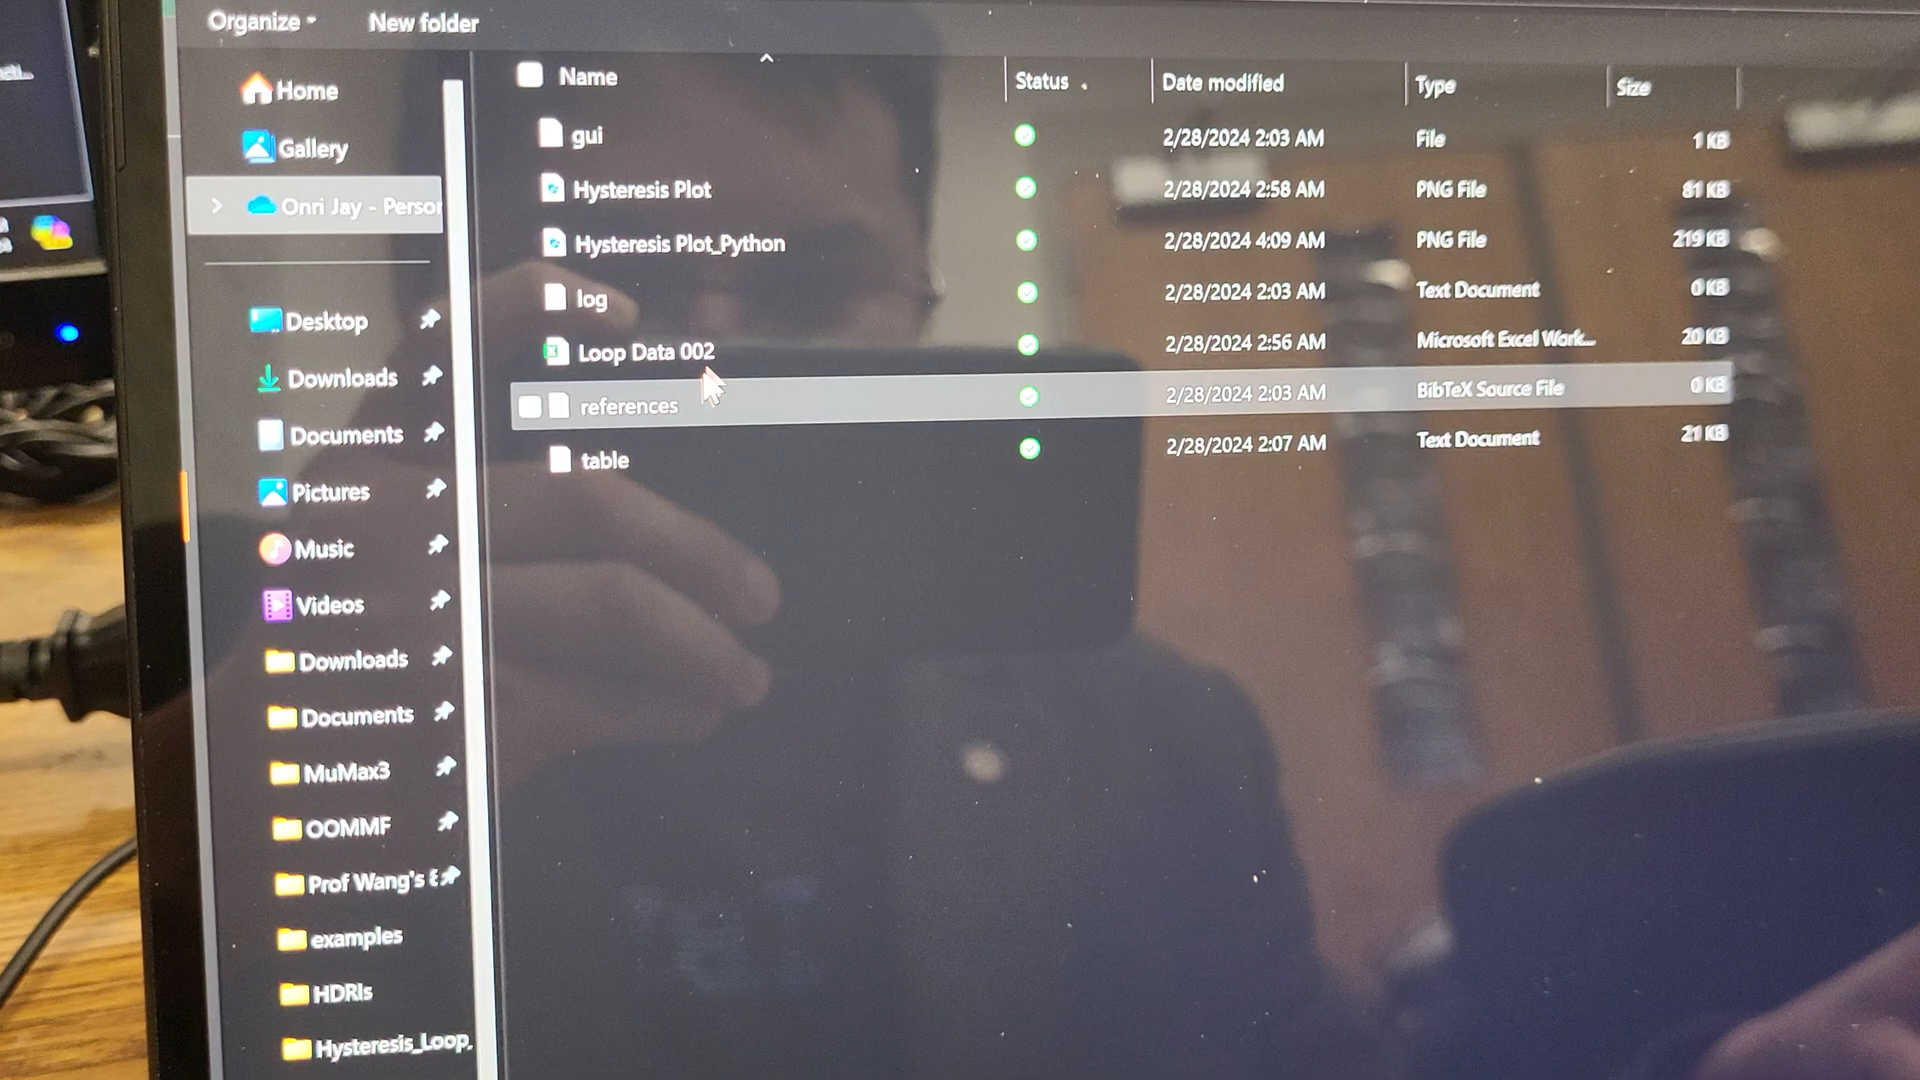 Organize New folder
Home
Gallery
Onri Jay - Person
Desktop
Downloads
Documents
Pictures
Music
Videos
Downloads
Documents
MuMax3
OOMMF
Prof Wang's
examples
HDRIs
Hysteresis_Loop_
Name Status Date modified Type Size
gui 2/28/2024 2:03 AM File 1 KB
Hysteresis Plot 2/28/2024 2:58 AM PNG File 81 KB
Hysteresis Plot_Python 2/28/2024 4:09 AM PNG File 219 KB
log 2/28/2024 2:03 AM Text Document 0 KB
Loop Data 002 2/28/2024 2:56 AM Microsoft Excel Work... 20 KB
references 2/28/2024 2:03 AM BibTeX Source File 0 KB
table 2/28/2024 2:07 AM Text Document 21 KB